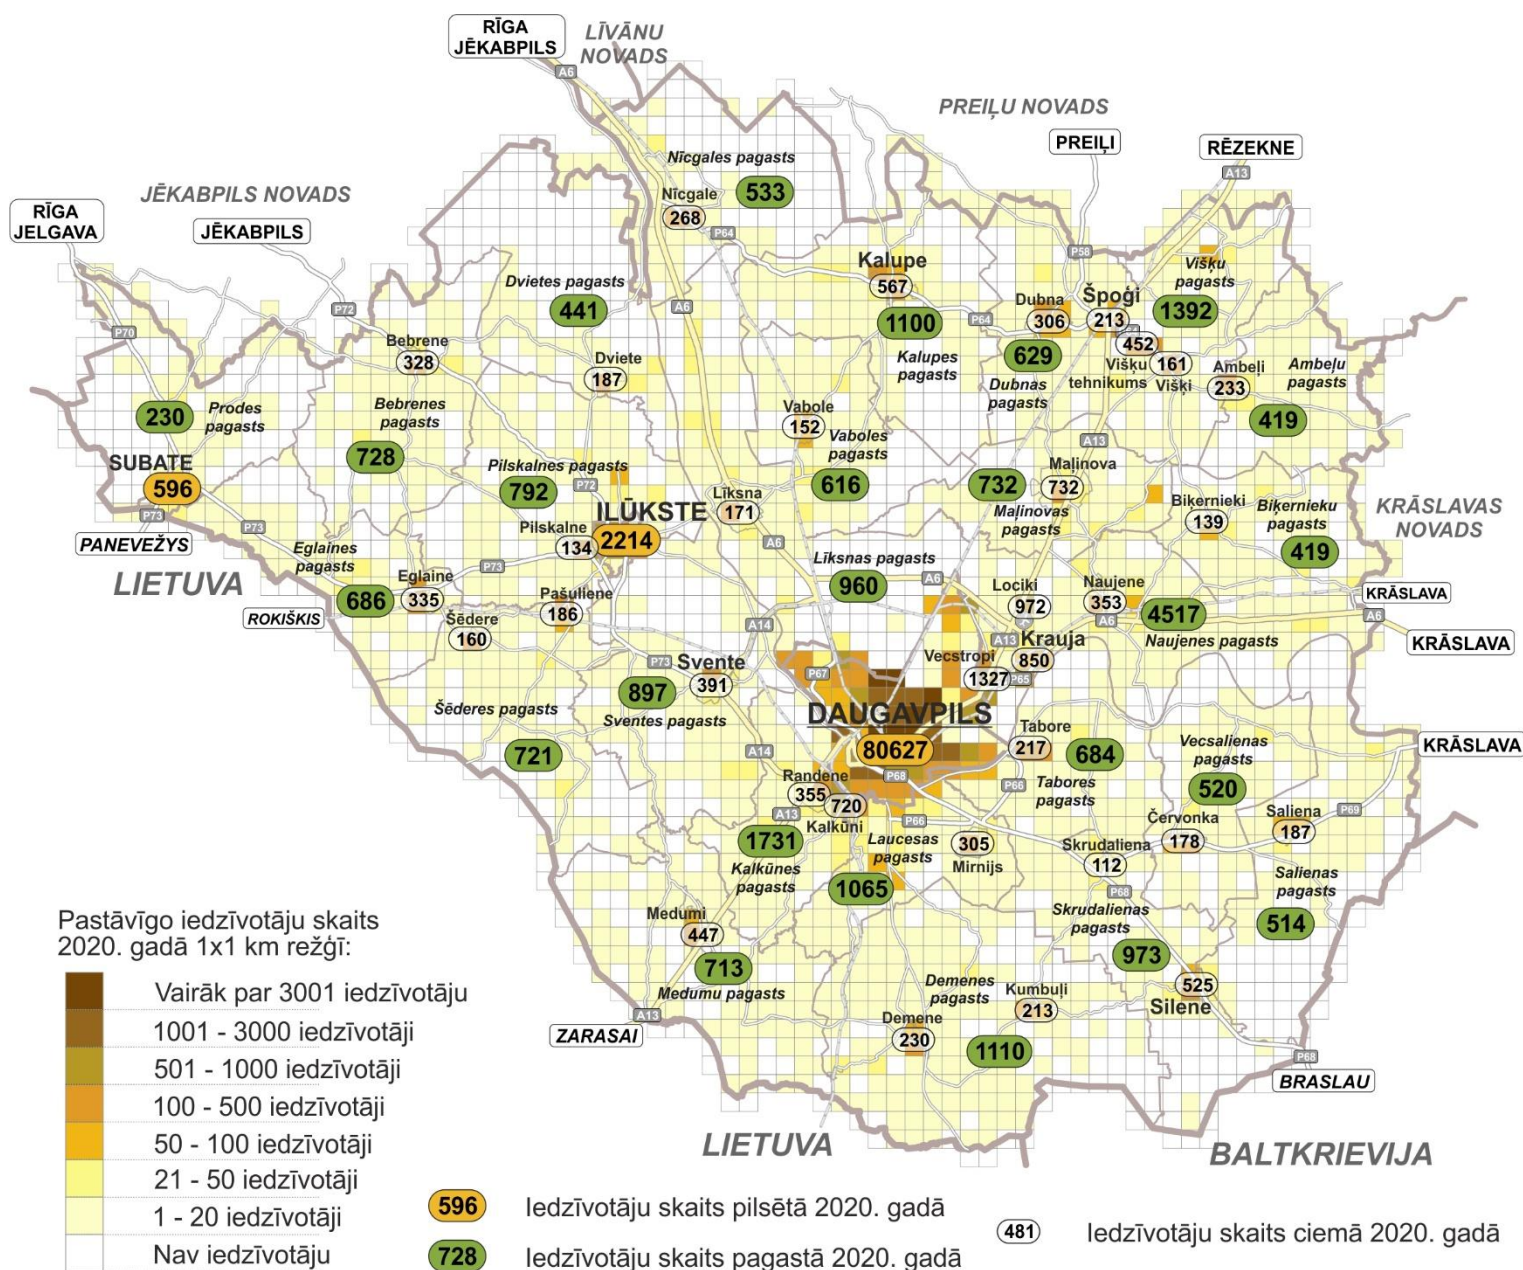 RĪGA
JĒKABPILS
LĪVĀNU
NOVADS
A6
PREIĻU NOVADS
PREIĻI
RĒZEKNE
A13
Nīcgales pagasts
533
Nīcgale
268
P64
JĒKABPILS NOVADS
RĪGA
JELGAVA
JĒKABPILS
P58
Kalupe
567
Višķu
pagasts
1392
Dvietes pagasts
441
A6
Dubna
306
Špoģi
213
P72
P70
1100
P64
452
Kalupes
pagasts
629
Dubnas
pagasts
Višķu
tehnikums
161
Višķi
Ambeļi
233
Ambeļu
pagasts
419
Bebrene
328
Dviete
187
230
Prodes
pagasts
Bebrenes
pagasts
728
Vabole
152
Vaboles
pagasts
616
A13
SUBATE
596
Pilskalnes pagasts
792
P72
732
Maļinova
732
Maļinovas
pagasts
Biķernieki
139
Biķernieku
pagasts
419
KRĀSLAVAS
NOVADS
P73
P73
PANEVEŽYS
ILŪKSTE
2214
Līksna
171
Pilskalne
134
A6
LIETUVA
Eglaines
pagasts
686
P73
Eglaine
335
Līksnas pagasts
960
A6
Lociki
972
Naujene
353
4517
Naujenes pagasts
A6
KRĀSLAVA
A6
KRĀSLAVA
ROKIŠKIS
Pašuliene
186
Šēdere
160
A14
A13
Krauja
850
Vecstropi
1327
P65
P73
Svente
391
P67
897
Sventes pagasts
Šēderes pagasts
721
DAUGAVPILS
80627
A14
Tabore
217
684
Tabores
pagasts
Vecsalienas
pagasts
520
KRĀSLAVA
P68
P66
Randene
355
720
Kalkūni
A13
P66
1731
Kalkūnes
pagasts
Laucesas
pagasts
1065
305
Mirnijs
Skrudaliena
112
Červonka
178
Saliena
187
P69
Salienas
pagasts
514
P68
Skrudalienas
pagasts
973
Medumi
447
713
Medumu pagasts
Demenes
pagasts
Kumbuļi
213
525
Silene
Demene
230
1110
A13
ZARASAI
P68
BRASLAU
LIETUVA
BALTKRIEVIJA
Pastāvīgo iedzīvotāju skaits
2020. gadā 1x1 km režģī:
Vairāk par 3001 iedzīvotāju
1001 - 3000 iedzīvotāji
501 - 1000 iedzīvotāji
100 - 500 iedzīvotāji
50 - 100 iedzīvotāji
21 - 50 iedzīvotāji
1 - 20 iedzīvotāji
Nav iedzīvotāju
596 Iedzīvotāju skaits pilsētā 2020. gadā
728 Iedzīvotāju skaits pagastā 2020. gadā
481 Iedzīvotāju skaits ciemā 2020. gadā